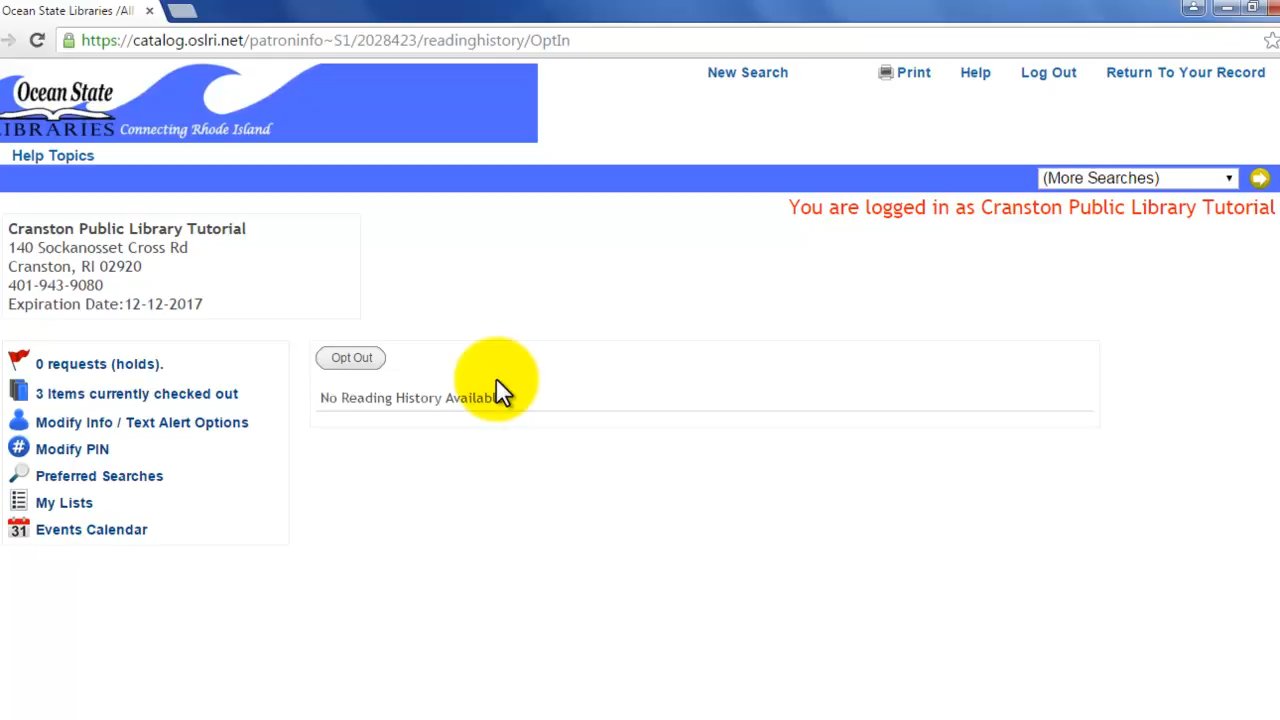 Ocean State Libraries /All
https://catalog.oslri.net/patroninfo~S1/2028423/readinghistory/OptIn
New Search Print Help Log Out Return To Your Record
Ocean State
LIBRARIES Connecting Rhode Island
Help Topics
(More Searches)
You are logged in as Cranston Public Library Tutorial
Cranston Public Library Tutorial
140 Sockanosset Cross Rd
Cranston, RI 02920
401-943-9080
Expiration Date:12-12-2017
0 requests (holds).
3 Items currently checked out
Modify Info / Text Alert Options
# Modify PIN
Preferred Searches
My Lists
31 Events Calendar
Opt Out
No Reading History Available